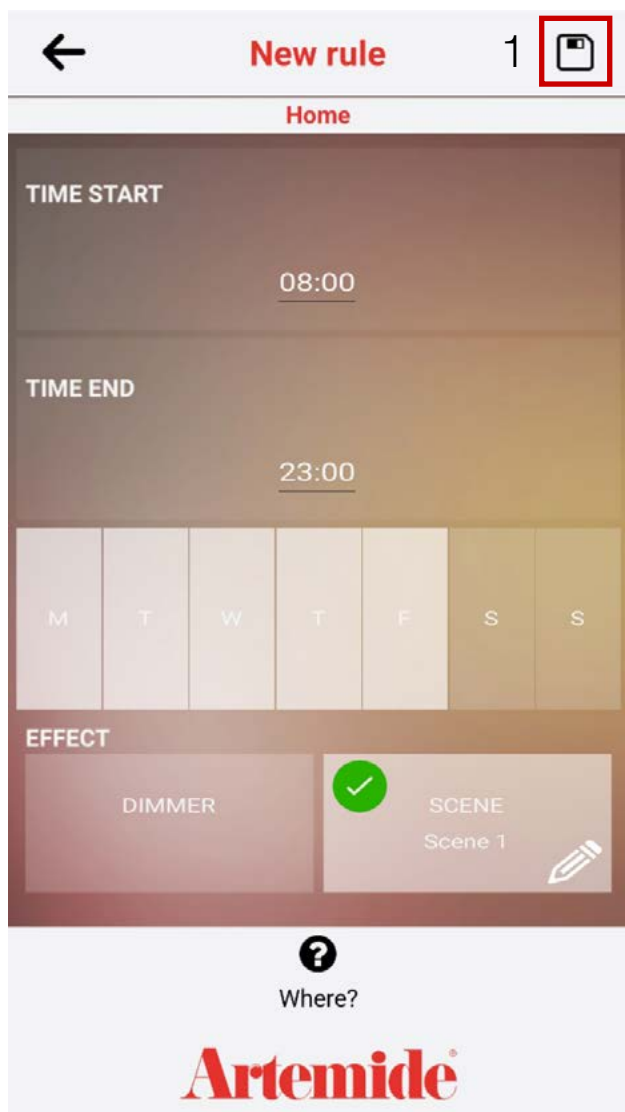 New rule 1
Home
TIME START
08:00
TIME END
23:00
M T W T F S S
EFFECT
DIMMER
SCENE
Scene 1
?
Where?
Artemide®